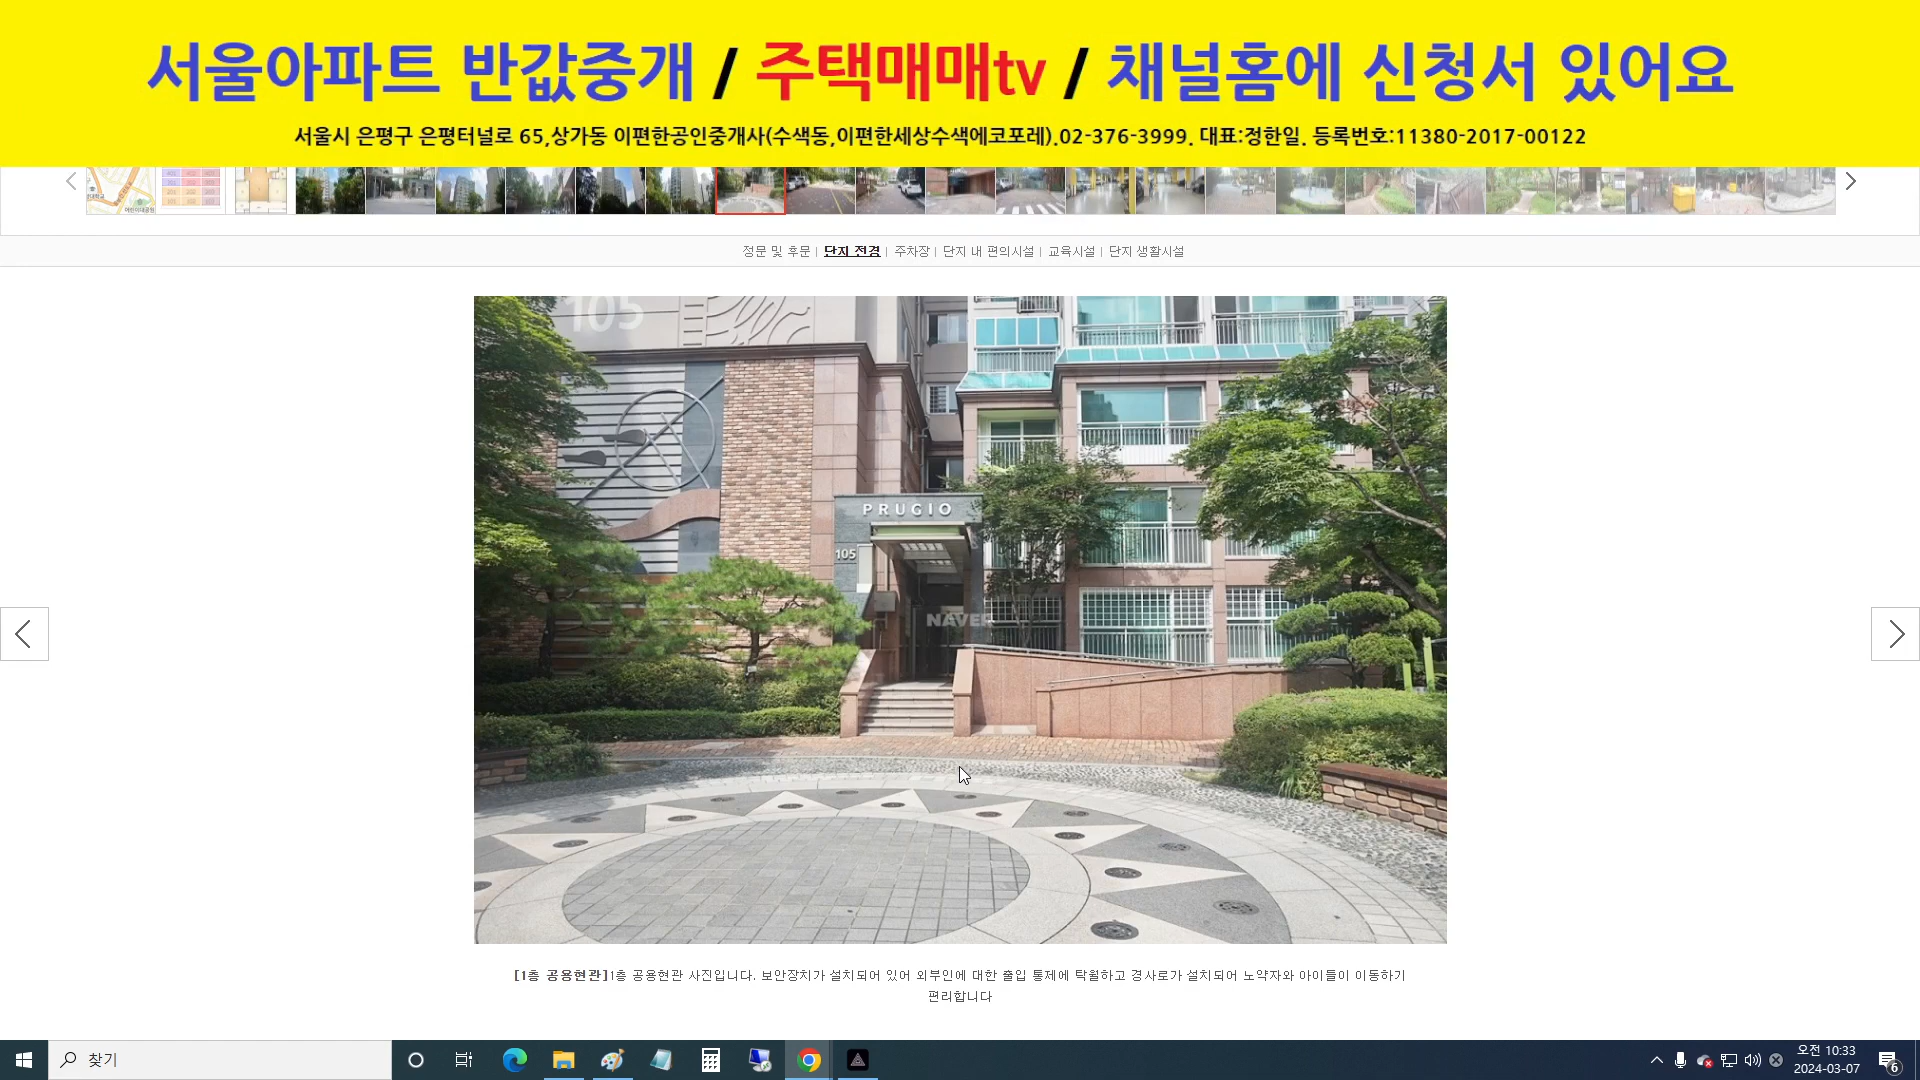 서울아파트 반값중개 / 주택매매tv / 채널홈에 신청서 있어요
서울시 은평구 은평터널로 65,상가동 이편한공인중개사(수색동,이편한세상수색에코포레).02-376-3999. 대표:정한일. 등록번호:11380-2017-00122
정문 및 후문 | 단지 전경 | 주차장 | 단지 내 편의시설 | 교육시설 | 단지 생활시설
105
PRUGIO
105
NAVER
[1층 공용현관]1층 공용현관 사진입니다. 보안장치가 설치되어 있어 외부인에 대한 출입 통제에 탁월하고 경사로가 설치되어 노약자와 아이들이 이동하기
편리합니다
찾기
오전 10:33
2024-03-07
6